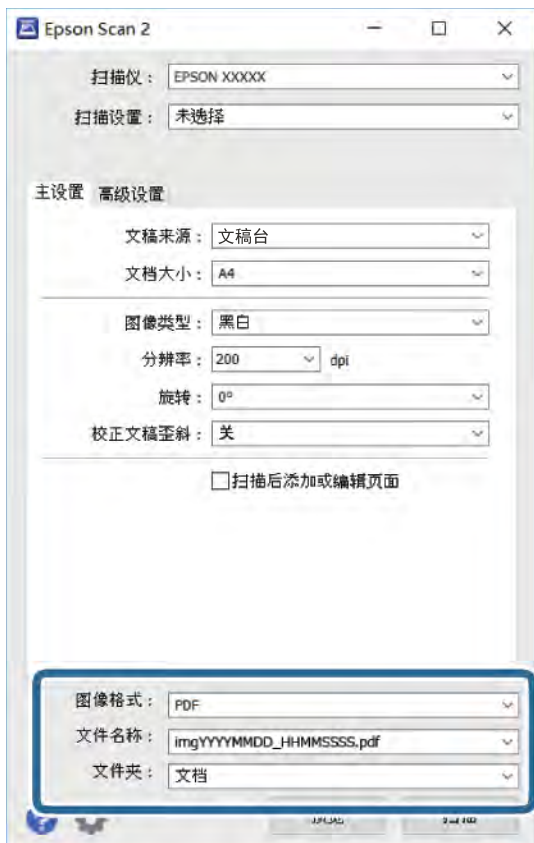 Epson Scan 2
扫描仪： EPSON XXXXX
扫描设置： 未选择
主设置 高级设置
文稿来源： 文稿台
文档大小： A4
图像类型： 黑白
分辨率： 200 dpi
旋转： 0°
校正文稿歪斜： 关
扫描后添加或编辑页面
图像格式： PDF
文件名称： imgYYYYMMDD_HHMMSSSS.pdf
文件夹： 文档